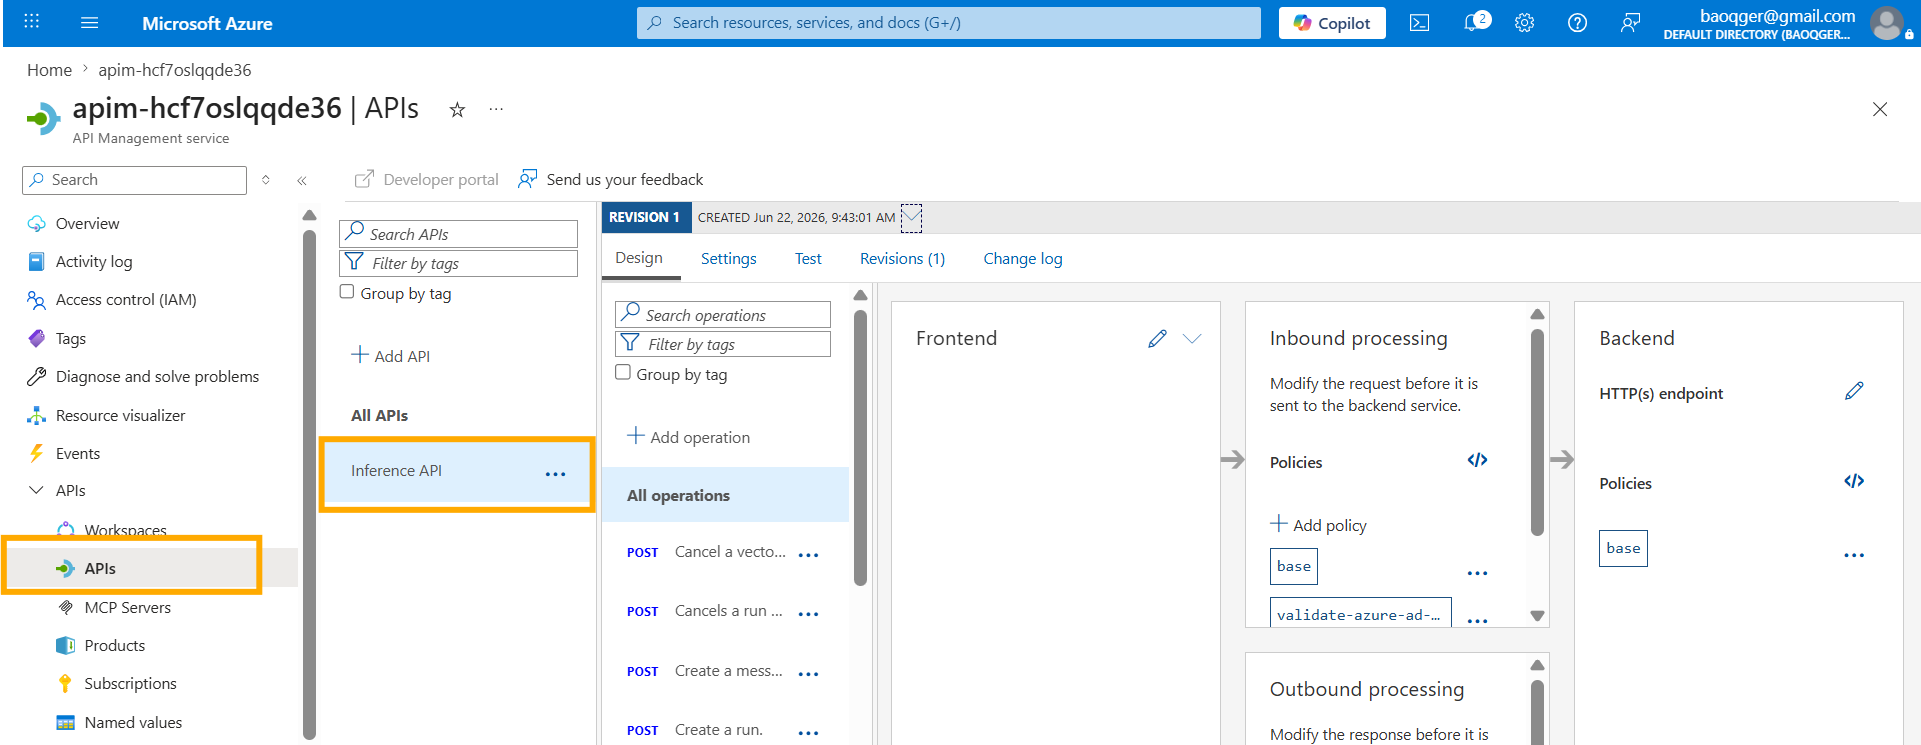 Microsoft Azure
Search resources, services, and docs (G+/)
Copilot
2
baoqger@gmail.com
DEFAULT DIRECTORY (BAOQGER...
Home > apim-hcf7oslqqde36
apim-hcf7oslqqde36 | APIs
API Management service
Search
Developer portal
Send us your feedback
Overview
Activity log
Access control (IAM)
Tags
Diagnose and solve problems
Resource visualizer
Events
APIs
Workspaces
APIs
MCP Servers
Products
Subscriptions
Named values
Search APIs
Filter by tags
Group by tag
Add API
All APIs
Inference API
REVISION 1
CREATED Jun 22, 2026, 9:43:01 AM
Design
Settings
Test
Revisions (1)
Change log
Search operations
Filter by tags
Group by tag
Add operation
All operations
POST Cancel a vecto...
POST Cancels a run ...
POST Create a mess...
POST Create a run.
Frontend
Inbound processing
Modify the request before it is
sent to the backend service.
Policies
Add policy
base
validate-azure-ad-...
Outbound processing
Modify the response before it is
Backend
HTTP(s) endpoint
Policies
base